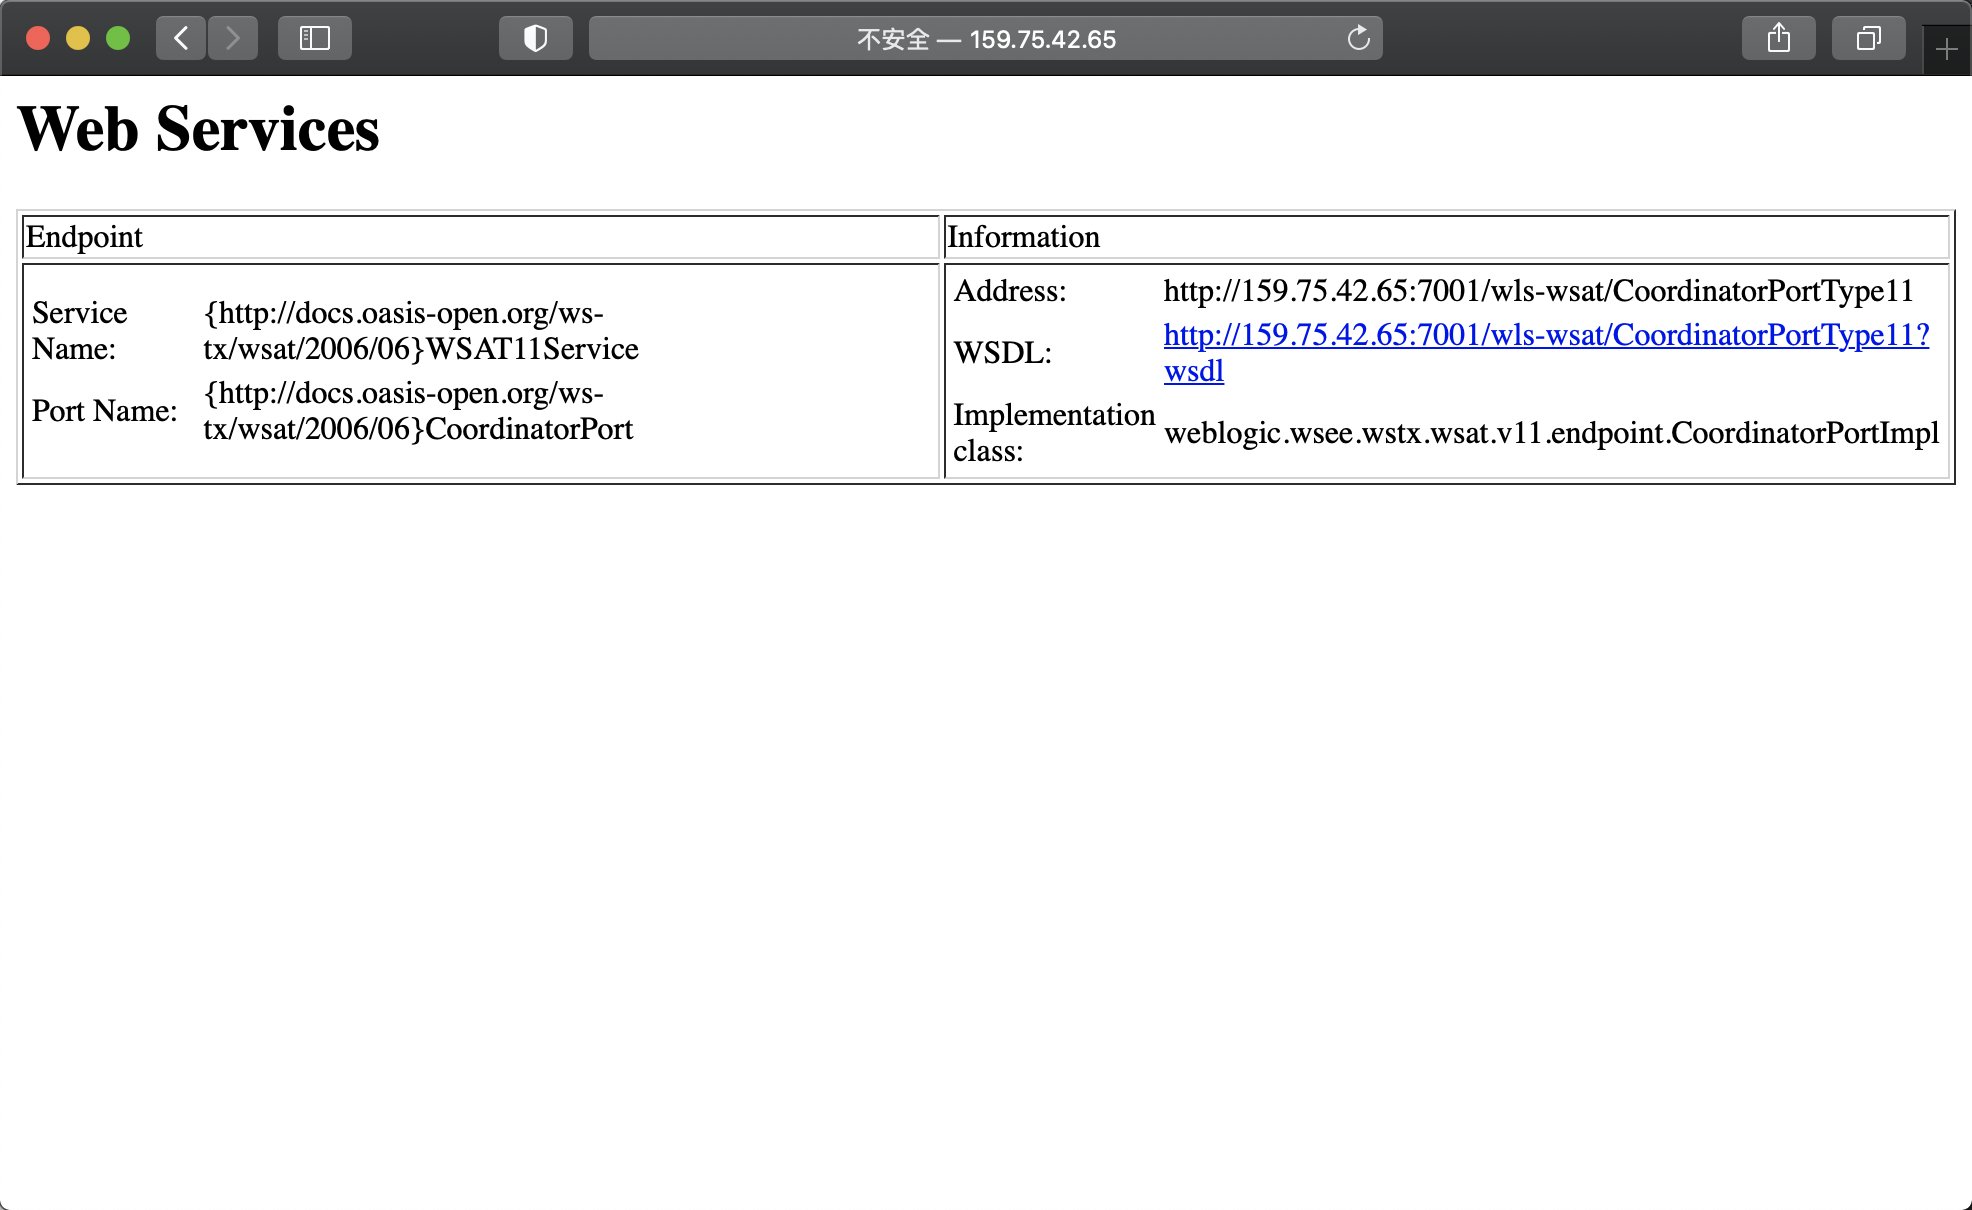 不安全 — 159.75.42.65
Web Services
Endpoint
Information
Service
Name:
{http://docs.oasis-open.org/ws-
tx/wsat/2006/06}WSAT11Service
Port Name:
{http://docs.oasis-open.org/ws-
tx/wsat/2006/06}CoordinatorPort
Address:
http://159.75.42.65:7001/wls-wsat/CoordinatorPortType11
WSDL:
http://159.75.42.65:7001/wls-wsat/CoordinatorPortType11?
wsdl
Implementation
class:
weblogic.wsee.wstx.wsat.v11.endpoint.CoordinatorPortImpl